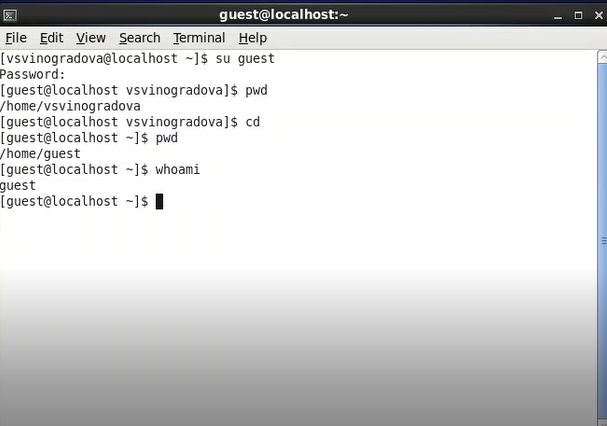 guest@localhost:~
File Edit View Search Terminal Help
[vsvinogradova@localhost ~]$ su guest
Password:
[guest@localhost vsvinogradova]$ pwd
/home/vsvinogradova
[guest@localhost vsvinogradova]$ cd
[guest@localhost ~]$ pwd
/home/guest
[guest@localhost ~]$ whoami
guest
[guest@localhost ~]$